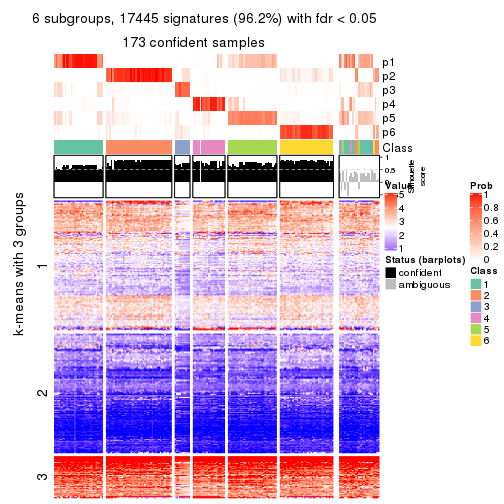 6 subgroups, 17445 signatures (96.2%) with fdr < 0.05
173 confident samples
p1
p2
p3
p4
p5
p6
Class
1
0.5
0
Silhouette
score
k-means with 3 groups
1
2
3
Value
5
4
3
2
1
Status (barplots)
confident
ambiguous
Prob
1
0.8
0.6
0.4
0.2
0
Class
1
2
3
4
5
6